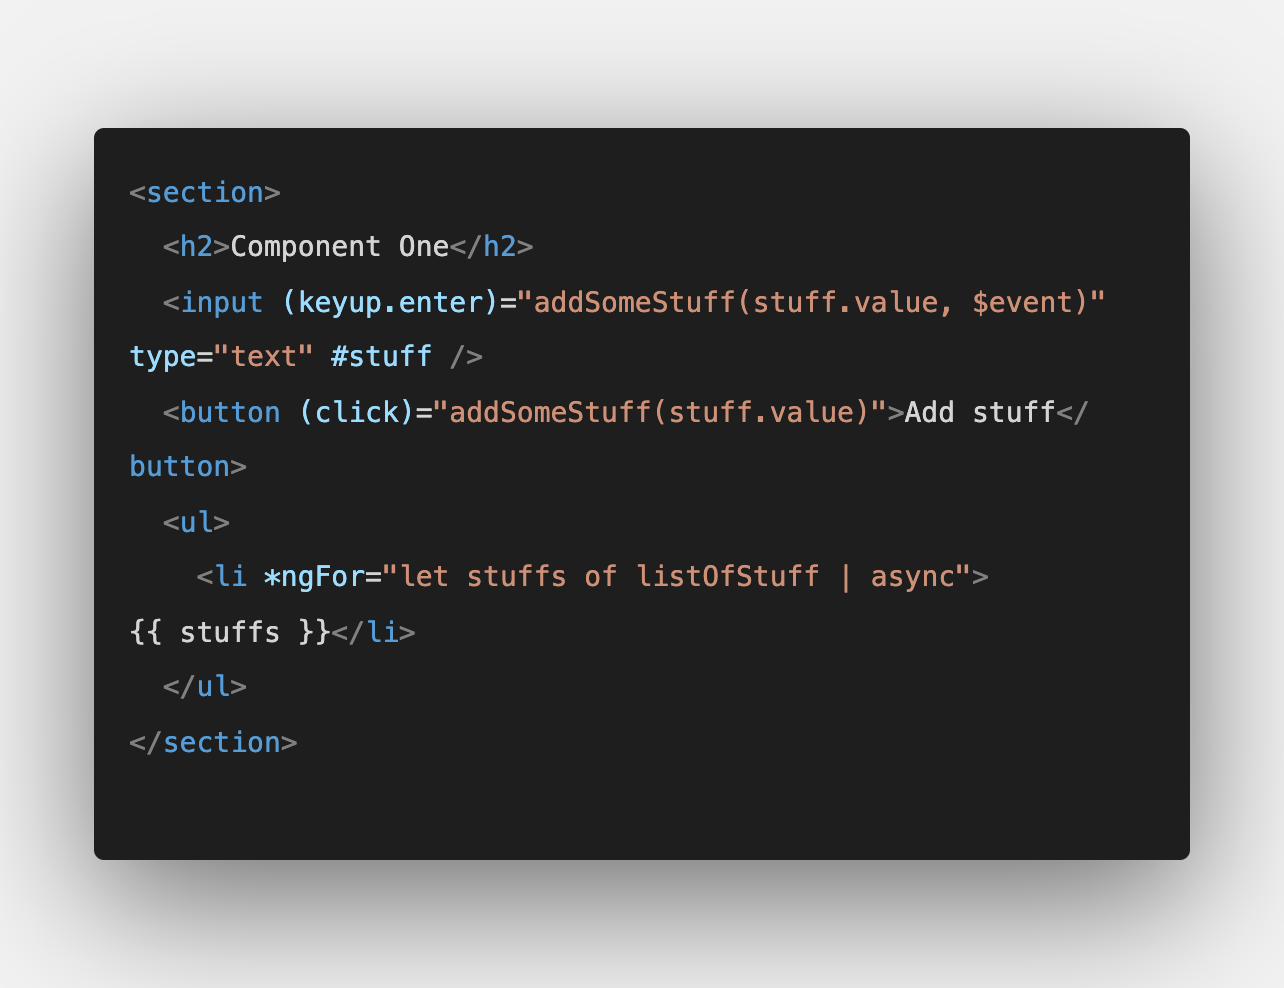 <section>
  <h2>Component One</h2>
  <input (keyup.enter)="addSomeStuff(stuff.value, $event)"
type="text" #stuff />
  <button (click)="addSomeStuff(stuff.value)">Add stuff</
button>
  <ul>
    <li *ngFor="let stuffs of listOfStuff | async">
{{ stuffs }}</li>
  </ul>
</section>